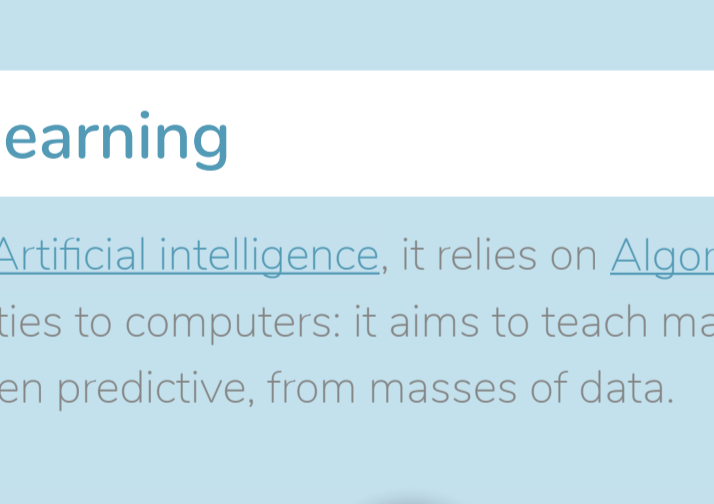 earning
Artificial intelligence, it relies on Algor
ties to computers: it aims to teach ma
en predictive, from masses of data.